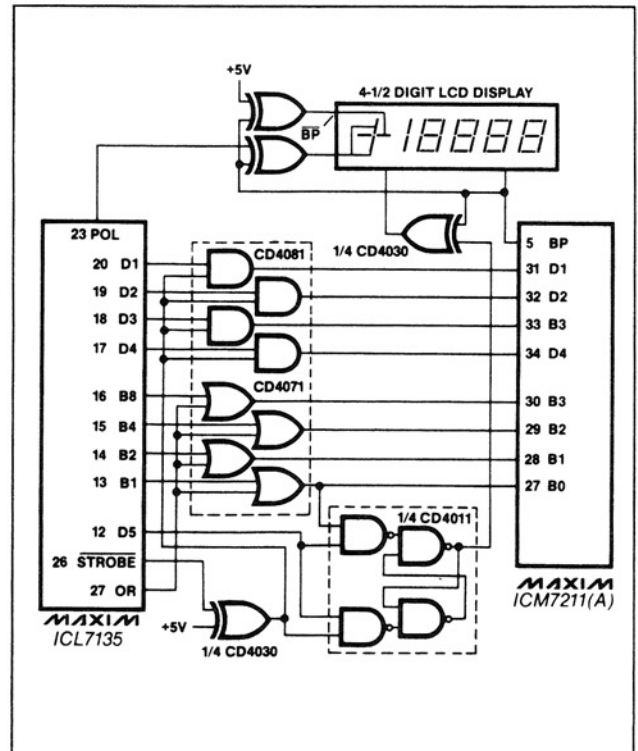 +5V
4-1/2 DIGIT LCD DISPLAY
BP
18888
23 POL
1/4 CD4030
5 BP
20 D1
CD4081
31 D1
19 D2
32 D2
18 D3
33 B3
17 D4
34 D4
CD4071
16 B8
30 B3
15 B4
29 B2
14 B2
28 B1
13 B1
27 B0
12 D5
1/4 CD4011
26 STROBE
27 OR
MAXIM
ICL7135
+5V
1/4 CD4030
MAXIM
ICM7211(A)